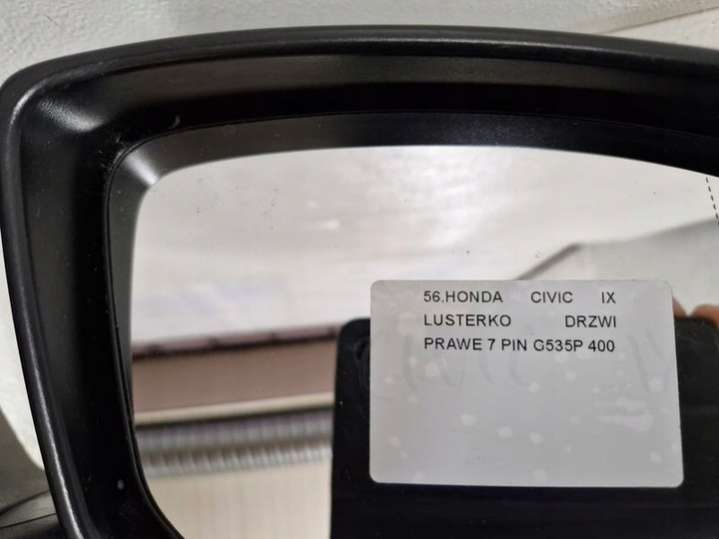 56.HONDA CIVIC IX
LUSTERKO DRZWI
PRAWE 7 PIN G535P 400